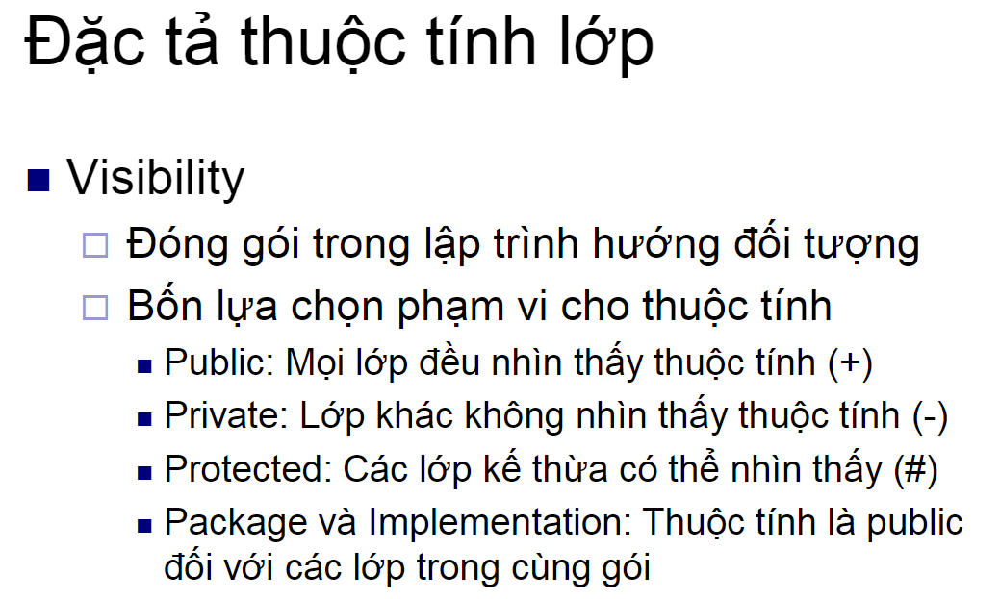 Đặc tả thuộc tính lớp
Visibility
Đóng gói trong lập trình hướng đối tượng
Bốn lựa chọn phạm vi cho thuộc tính
Public: Mọi lớp đều nhìn thấy thuộc tính (+)
Private: Lớp khác không nhìn thấy thuộc tính (-)
Protected: Các lớp kế thừa có thể nhìn thấy (#)
Package và Implementation: Thuộc tính là public
đối với các lớp trong cùng gói